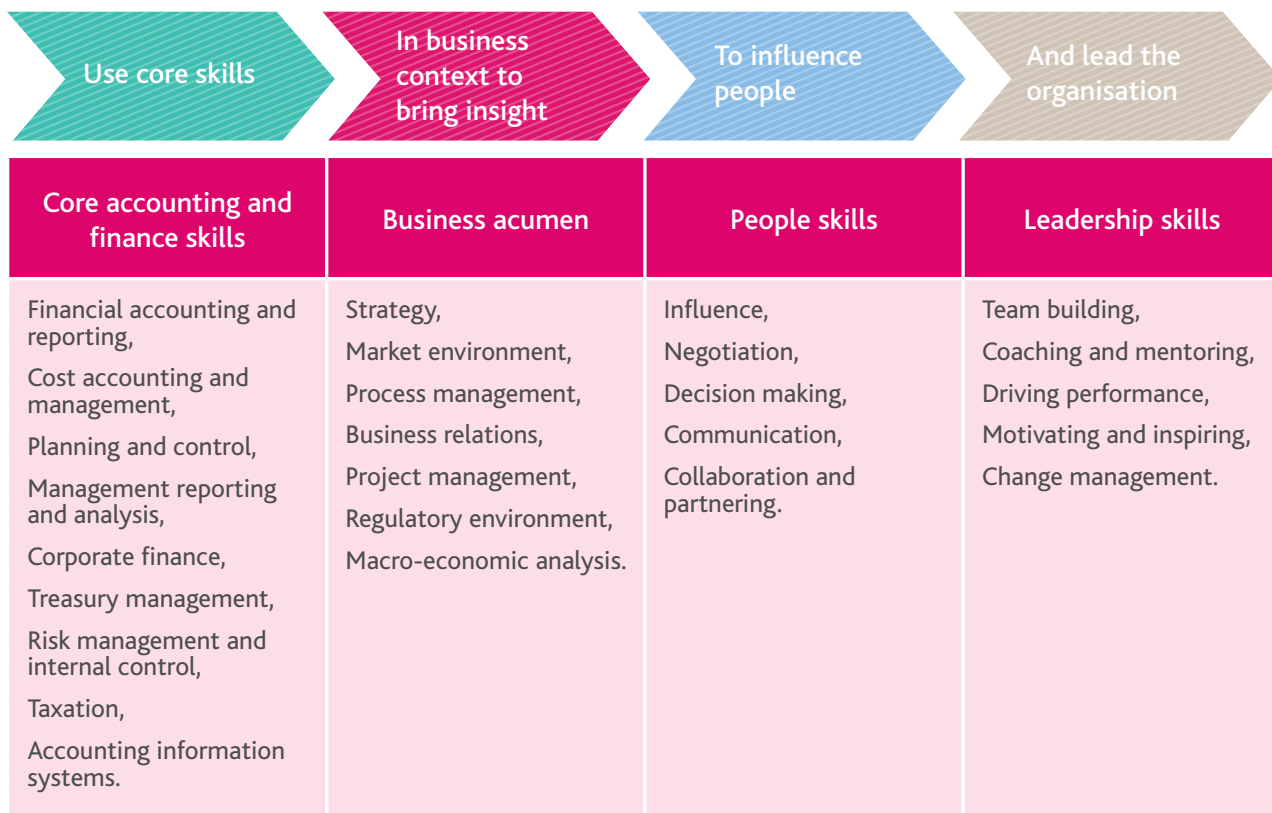 Use core skills
In business
context to
bring insight
To influence
people
And lead the
organisation
Core accounting and
finance skills
Business acumen
People skills
Leadership skills
Financial accounting and
reporting,
Cost accounting and
management,
Planning and control,
Management reporting
and analysis,
Corporate finance,
Treasury management,
Risk management and
internal control,
Taxation,
Accounting information
systems.
Strategy,
Market environment,
Process management,
Business relations,
Project management,
Regulatory environment,
Macro-economic analysis.
Influence,
Negotiation,
Decision making,
Communication,
Collaboration and
partnering.
Team building,
Coaching and mentoring,
Driving performance,
Motivating and inspiring,
Change management.